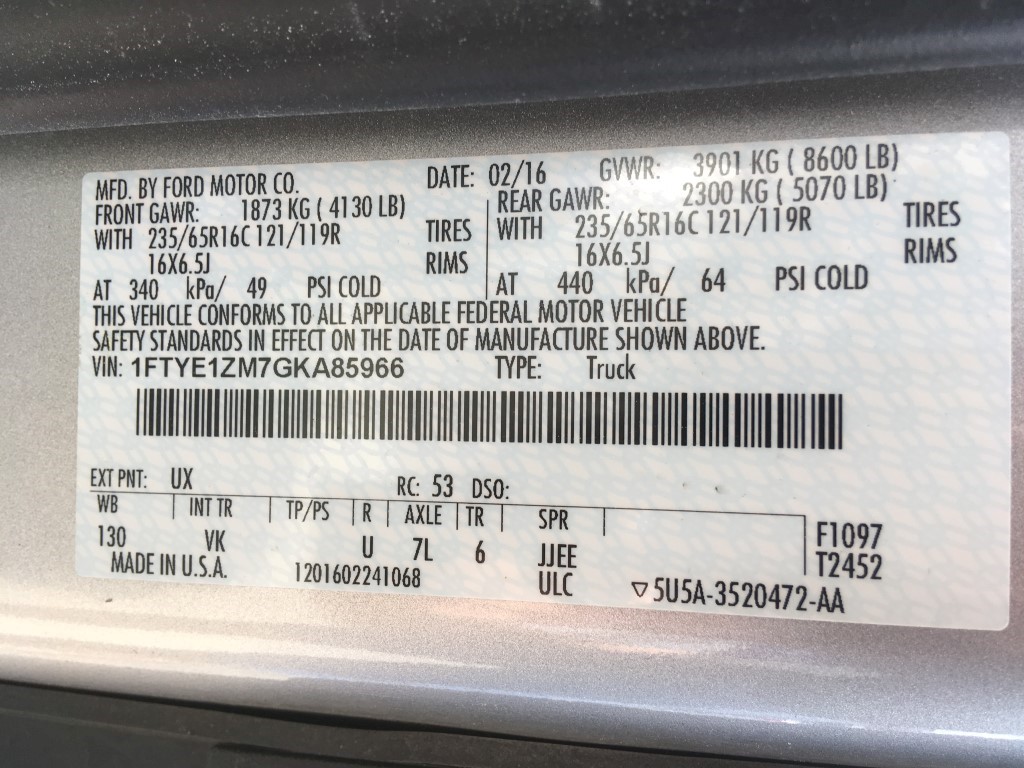 MFD. BY FORD MOTOR CO. DATE: 02/16 GVWR: 3901 KG ( 8600 LB)
FRONT GAWR: 1873 KG ( 4130 LB) REAR GAWR: 2300 KG ( 5070 LB)
WITH 235/65R16C 121/119R TIRES WITH 235/65R16C 121/119R TIRES
16X6.5J RIMS 16X6.5J RIMS
AT 340 kPa/ 49 PSI COLD AT 440 kPa/ 64 PSI COLD
THIS VEHICLE CONFORMS TO ALL APPLICABLE FEDERAL MOTOR VEHICLE
SAFETY STANDARDS IN EFFECT ON THE DATE OF MANUFACTURE SHOWN ABOVE.
VIN: 1FTYE1ZM7GKA85966 TYPE: Truck
EXT PNT: UX RC: 53 DSO:
WB INT TR TP/PS R AXLE TR SPR F1097
130 VK U 7L 6 JJEE T2452
MADE IN U.S.A. 1201602241068 ULC ▽5U5A-3520472-AA